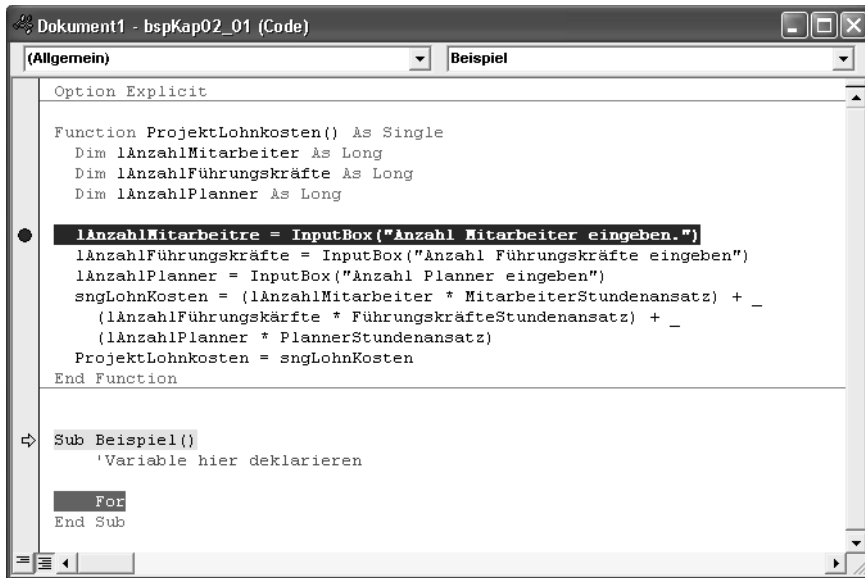 Dokument1 - bspKap02_01 (Code)
(Allgemein) Beispiel
Option Explicit
Function ProjektLohnkosten() As Single
Dim lAnzahlMitarbeiter As Long
Dim lAnzahlFührungskräfte As Long
Dim lAnzahlPlanner As Long
lAnzahlMitarbeitre = InputBox("Anzahl Mitarbeiter eingeben.")
lAnzahlFührungskräfte = InputBox("Anzahl Führungskräfte eingeben")
lAnzahlPlanner = InputBox("Anzahl Planner eingeben")
sngLohnKosten = (lAnzahlMitarbeiter * MitarbeiterStundenansatz) + _
(lAnzahlFührungskärfte * FührungskräfteStundenansatz) + _
(lAnzahlPlanner * PlannerStundenansatz)
ProjektLohnkosten = sngLohnKosten
End Function
Sub Beispiel()
'Variable hier deklarieren
For
End Sub